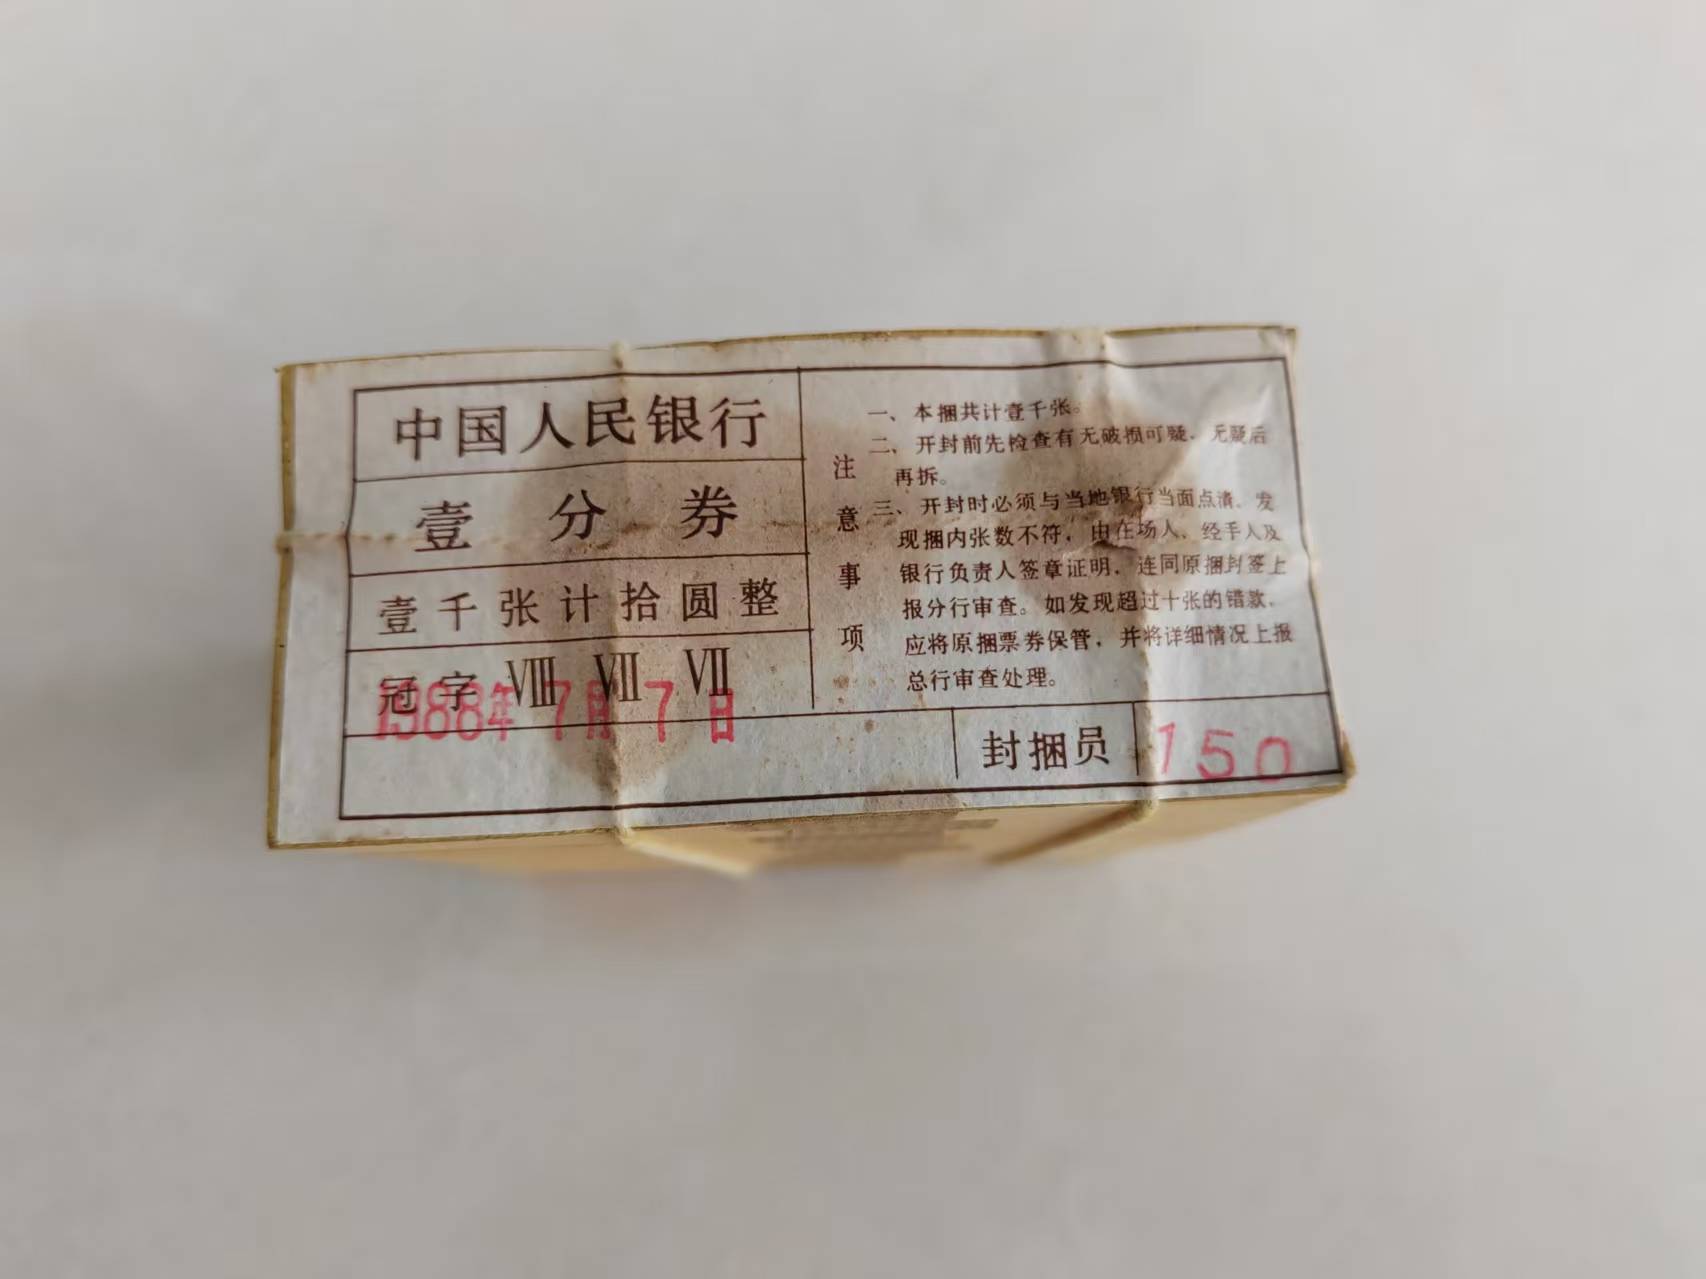 中国人民银行
壹分券
壹千张计拾圆整
冠字 Ⅷ Ⅶ Ⅶ
1988年7月7日
注意事项
一、本捆共计壹千张。
二、开封前先检查有无破损可疑，无疑后
再拆。
三、开封时必须与当地银行当面点清，发
现捆内张数不符，由在场人、经手人及
银行负责人签章证明，连同原捆封签上
报分行审查。如发现超过十张的错款，
应将原捆票券保管，并将详细情况上报
总行审查处理。
封捆员 150